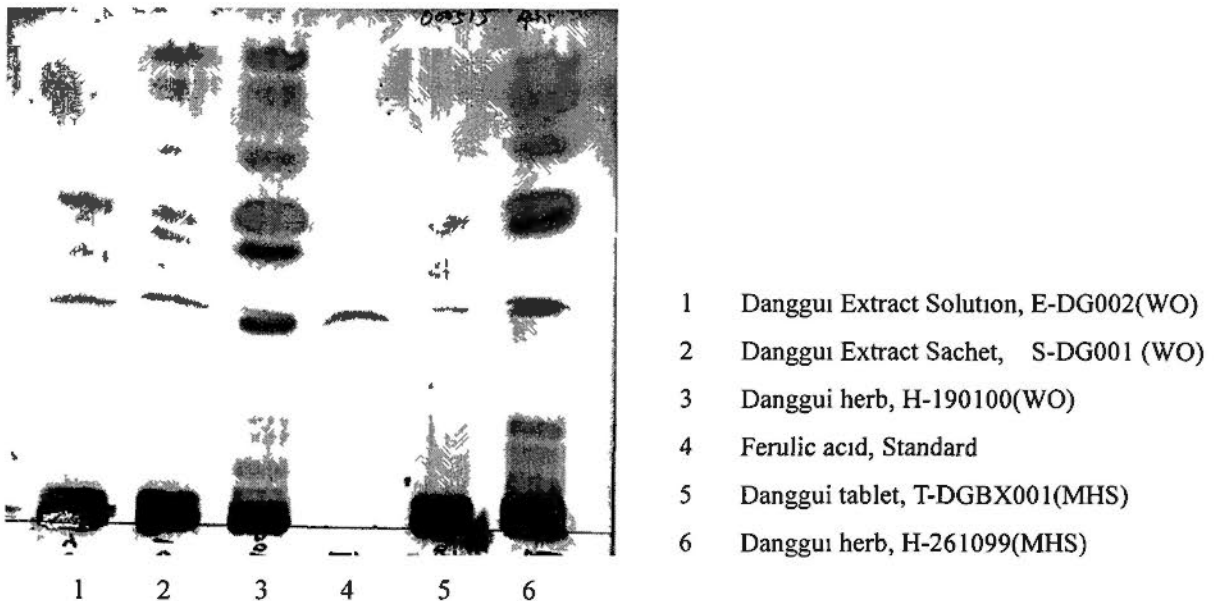 000513
1 Danggui Extract Solution, E-DG002(WO)
2 Danggui Extract Sachet, S-DG001 (WO)
3 Danggui herb, H-190100(WO)
4 Ferulic acid, Standard
5 Danggui tablet, T-DGBX001(MHS)
6 Danggui herb, H-261099(MHS)
1 2 3 4 5 6